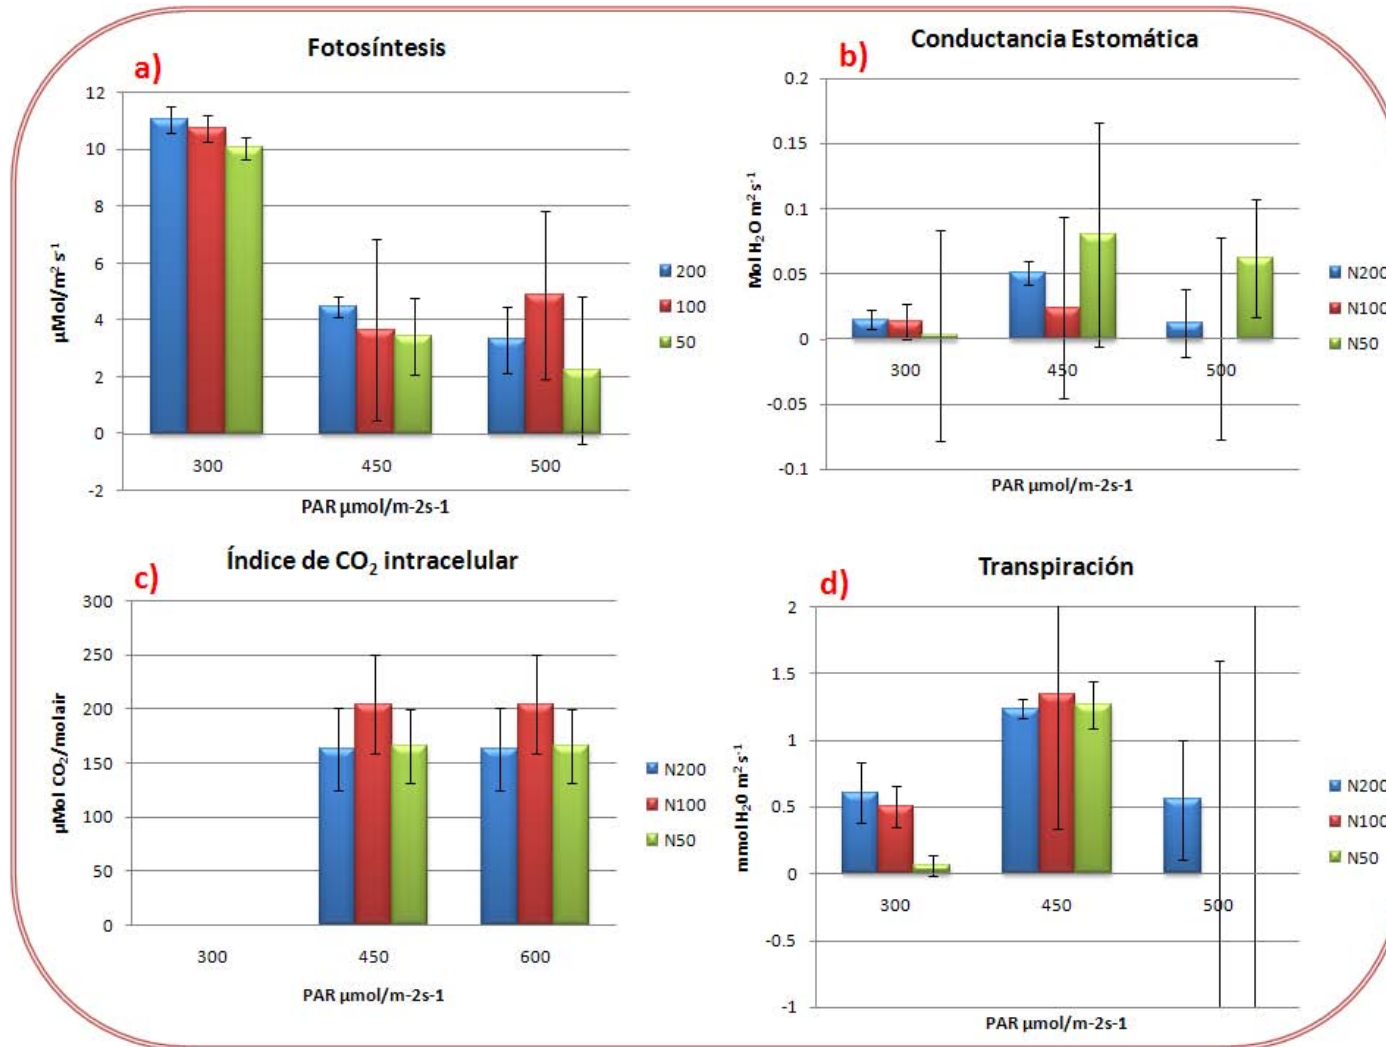 a)
Fotosíntesis
12
10
8
6
4
2
0
-2
µMol/m² s⁻¹
300 450 500
PAR µmol/m-2s-1
200
100
50
b)
Conductancia Estomática
0.2
0.15
0.1
0.05
0
-0.05
-0.1
Mol H₂O m² s⁻¹
300 450 500
PAR µmol/m-2s-1
N200
N100
N50
c)
Índice de CO₂ intracelular
300
250
200
150
100
50
0
µMol CO₂/molair
300 450 600
PAR µmol/m-2s-1
N200
N100
N50
d)
Transpiración
2
1.5
1
0.5
0
-0.5
-1
mmolH₂0 m² s⁻¹
300 450 500
PAR µmol/m-2s-1
N200
N100
N50